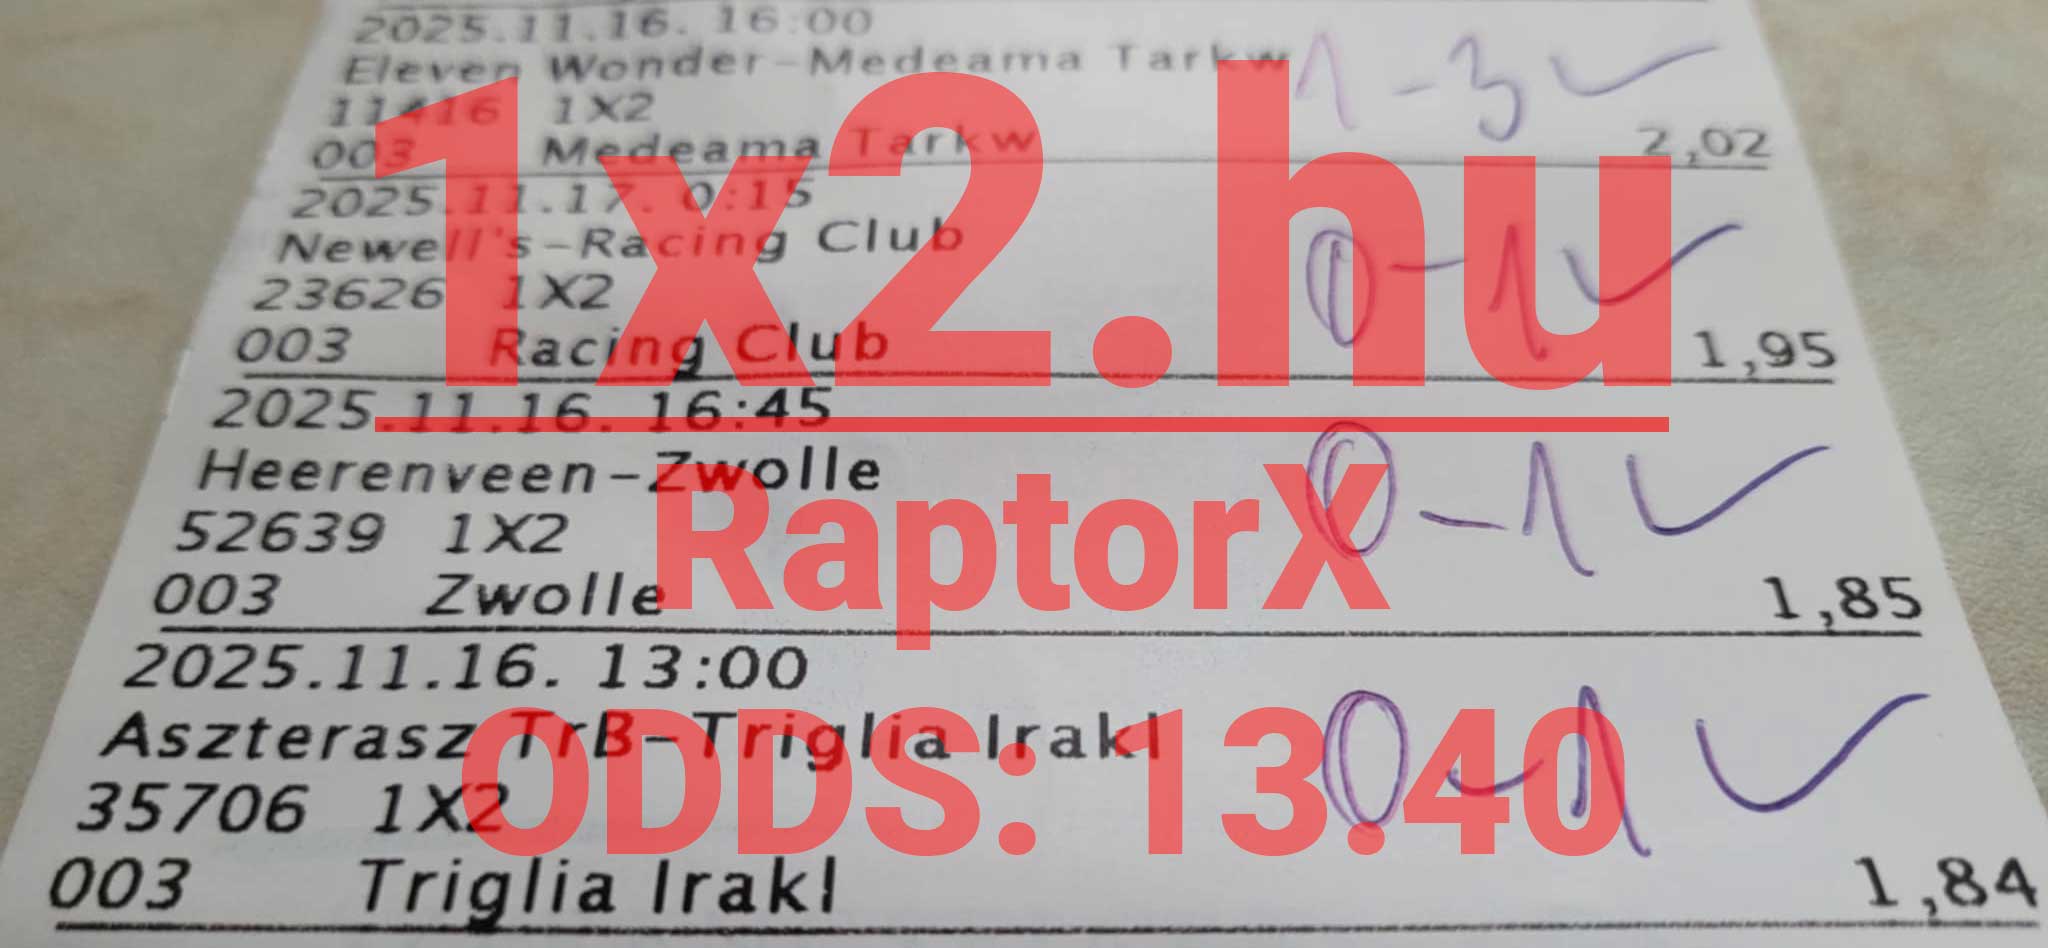 2025.11.16. 16:00
Eleven Wonder-Medeama Tarkw 1-3
11416 1X2
003 Medeama Tarkw 2,02
2025.11.17. 0:15
Newell's-Racing Club 0-1
23626 1X2
003 Racing Club 1,95
2025.11.16. 16:45
Heerenveen-Zwolle 0-1
52639 1X2
003 Zwolle 1,85
2025.11.16. 13:00
Aszterasz TrB-Triglia Irakl 0-1
35706 1X2
003 Triglia Irakl 1,84
1x2.hu
RaptorX
ODDS: 13.40